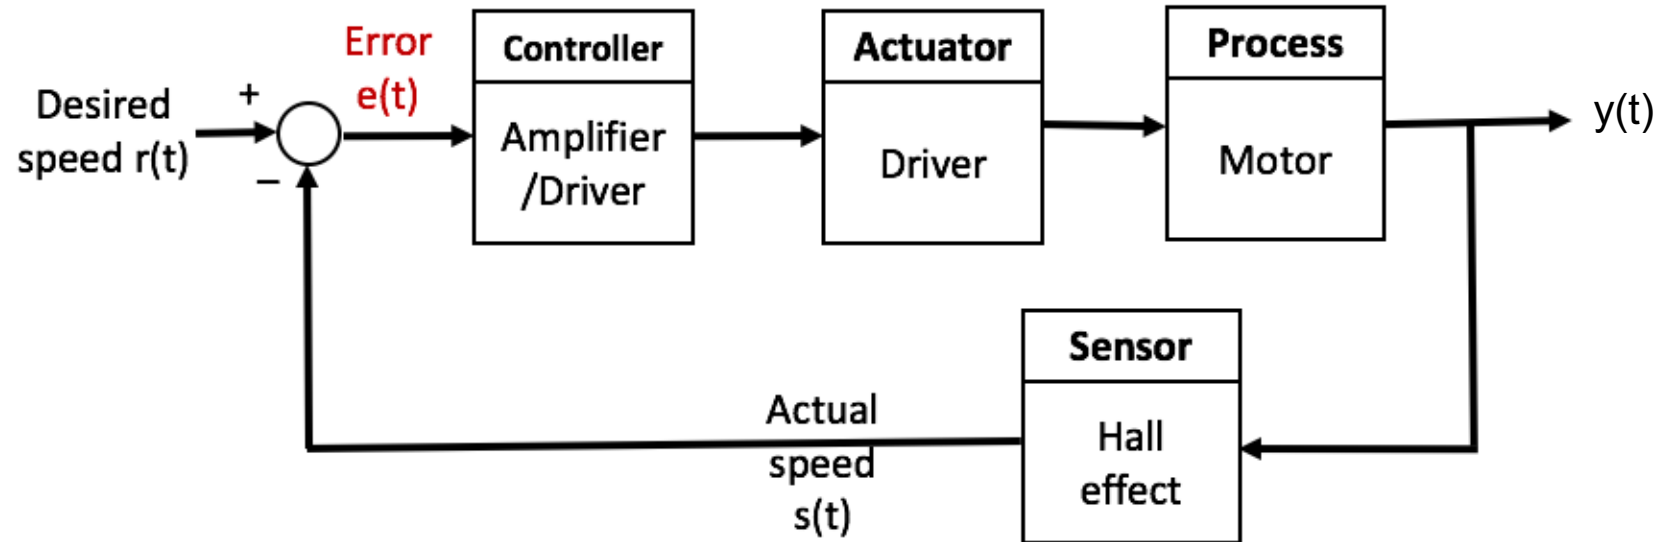 Desired
speed r(t)
+
−
Error
e(t)
Controller
Amplifier
/Driver
Actuator
Driver
Process
Motor
y(t)
Sensor
Hall
effect
Actual
speed
s(t)